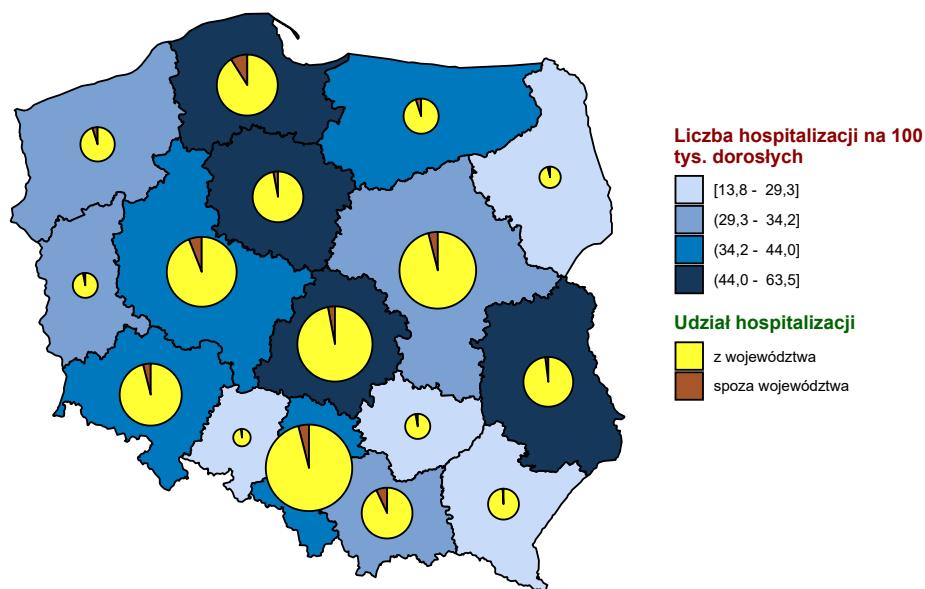 Liczba hospitalizacji na 100
tys. dorosłych
[13,8 - 29,3]
(29,3 - 34,2]
(34,2 - 44,0]
(44,0 - 63,5]
Udział hospitalizacji
z województwa
spoza województwa